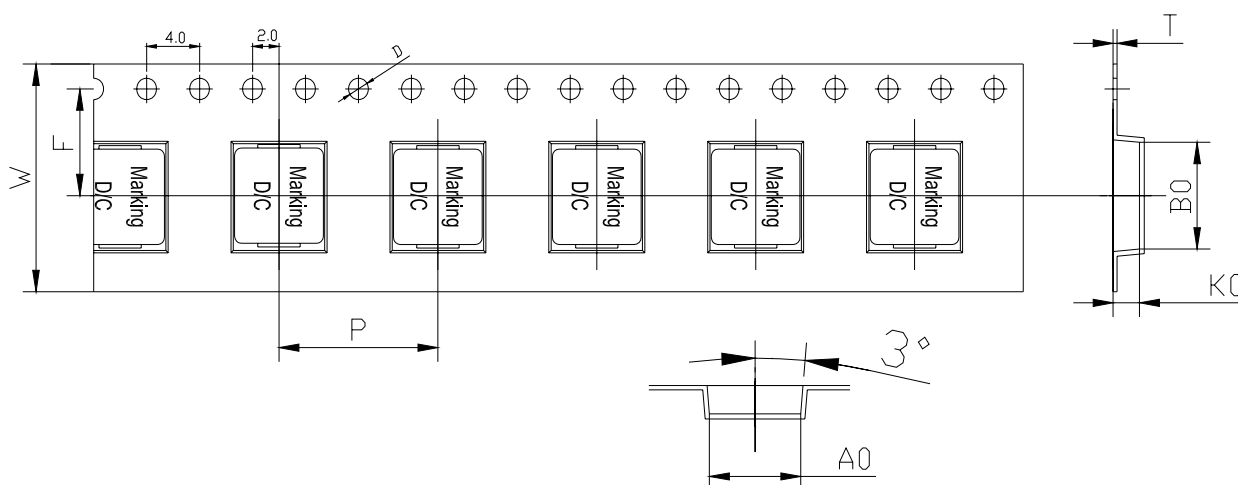 4.0
2.0
D
T
W
F
Marking
D/C
Marking
D/C
Marking
D/C
Marking
D/C
Marking
D/C
Marking
D/C
B0
K0
P
3°
A0